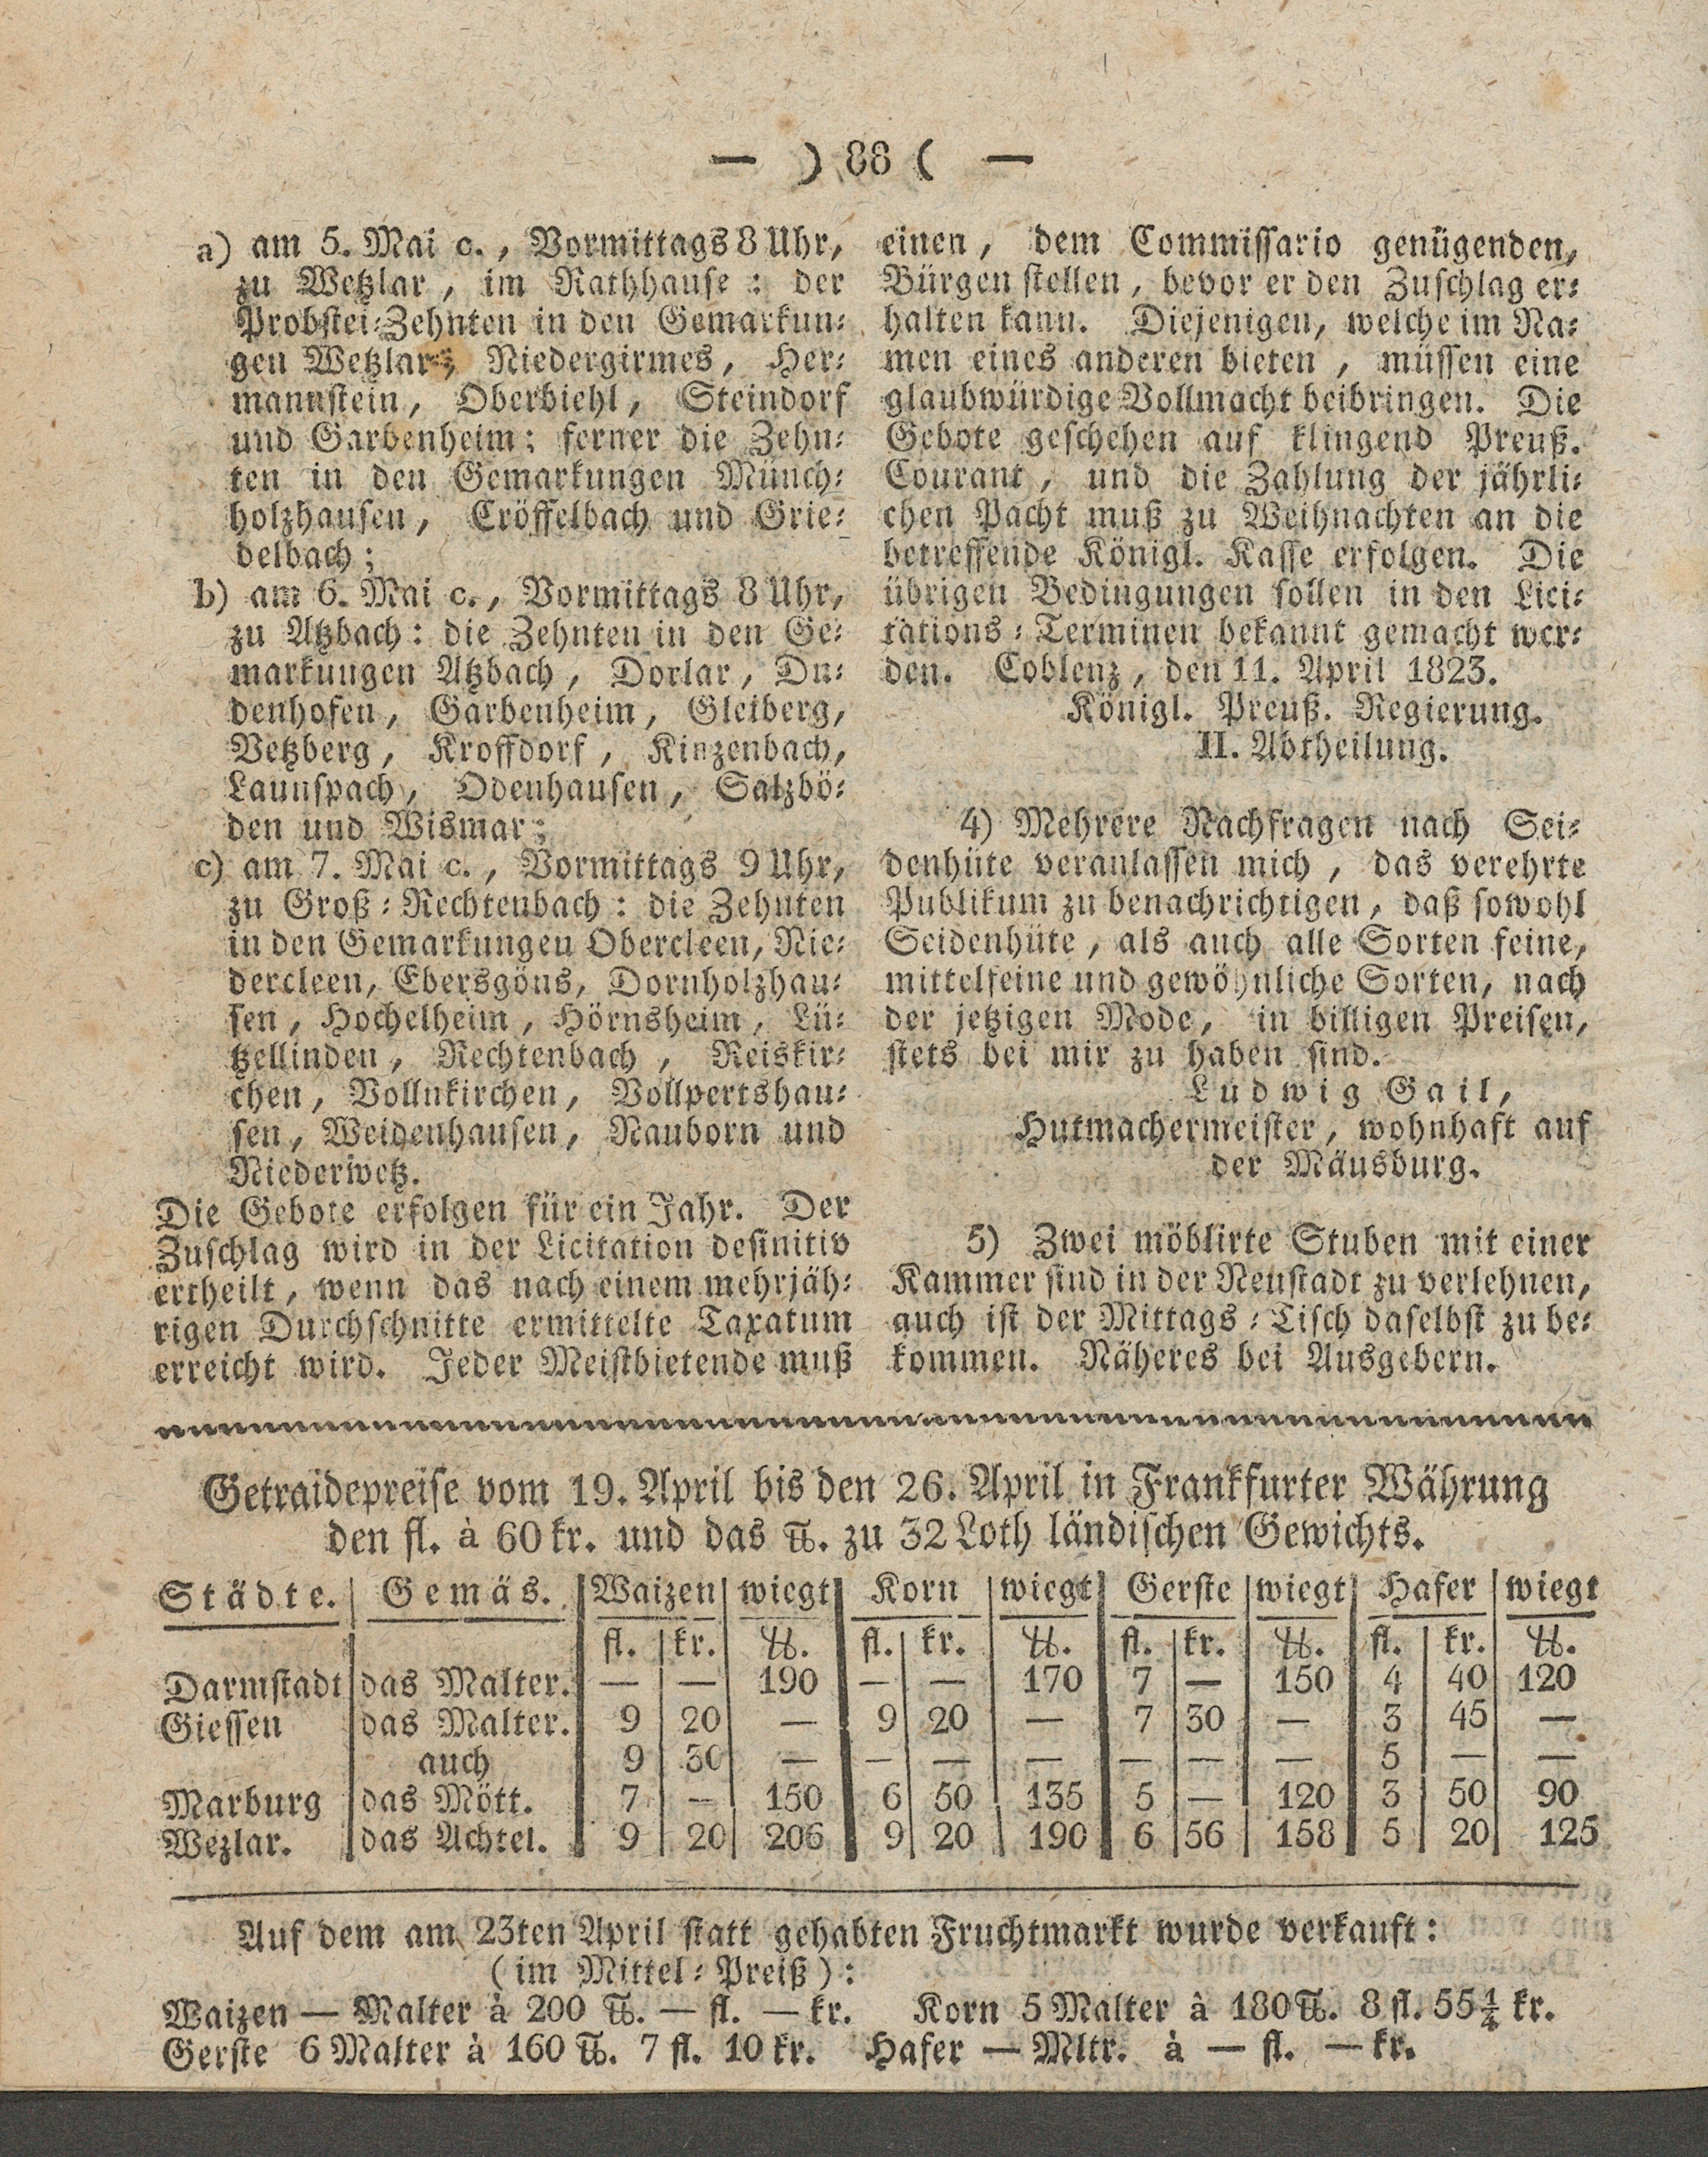 — ) 88 ( —
a) am 5. Mai c., Vormittags 8 Uhr,
zu Wetzlar, im Rathhause: der
Probstei-Zehnten in den Gemarkun-
gen Wetzlar, Niedergirmes, Her-
mannstein, Oberbiehl, Steindorf
und Garbenheim; ferner die Zehn-
ten in den Gemarkungen Münch-
holzhausen, Cröffelbach und Grie-
delbach;
b) am 6. Mai c., Vormittags 8 Uhr,
zu Atzbach: die Zehnten in den Ge-
markungen Atzbach, Dorlar, Du-
denhofen, Garbenheim, Gleiberg,
Vetzberg, Kroffdorf, Kinzenbach,
Launspach, Odenhausen, Salzbö-
den und Wismar;
c) am 7. Mai c., Vormittags 9 Uhr,
zu Groß-Rechtenbach: die Zehnten
in den Gemarkungen Obercleen, Nie-
dercleen, Ebersgöns, Dornholzhau-
sen, Hochelheim, Hörnsheim, Lü-
tzellinden, Rechtenbach, Reiskir-
chen, Vollnkirchen, Vollpertshau-
sen, Weidenhausen, Nauborn und
Niederwetz.
Die Gebote erfolgen für ein Jahr. Der
Zuschlag wird in der Licitation definitiv
ertheilt, wenn das nach einem mehrjäh-
rigen Durchschnitte ermittelte Taxatum
erreicht wird. Jeder Meistbietende muß
einen, dem Commissario genügenden,
Bürgen stellen, bevor er den Zuschlag er-
halten kann. Diejenigen, welche im Na-
men eines anderen bieten, müssen eine
glaubwürdige Vollmacht beibringen. Die
Gebote geschehen auf klingend Preuß.
Courant, und die Zahlung der jährli-
chen Pacht muß zu Weihnachten an die
betreffende Königl. Kasse erfolgen. Die
übrigen Bedingungen sollen in den Lici-
tations-Terminen bekannt gemacht wer-
den. Coblenz, den 11. April 1823.
Königl. Preuß. Regierung.
II. Abtheilung.
4) Mehrere Nachfragen nach Sei-
denhüte veranlassen mich, das verehrte
Publikum zu benachrichtigen, daß sowohl
Seidenhüte, als auch alle Sorten feine,
mittelfeine und gewöhnliche Sorten, nach
der jetzigen Mode, in billigen Preisen,
stets bei mir zu haben sind.
Ludwig Gail,
Hutmachermeister, wohnhaft auf
der Mäusburg.
5) Zwei möblirte Stuben mit einer
Kammer sind in der Neustadt zu verlehnen,
auch ist der Mittags-Tisch daselbst zu be-
kommen. Näheres bei Ausgebern.
Getraidepreise vom 19. April bis den 26. April in Frankfurter Währung
den fl. à 60 kr. und das ℔. zu 32 Loth ländischen Gewichts.
Städte. Gemäs. Waizen wiegt Korn wiegt Gerste wiegt Hafer wiegt
fl. kr. ℔. fl. kr. ℔. fl. kr. ℔. fl. kr. ℔.
Darmstadt das Malter. — — 190 — — 170 7 — 150 4 40 120
Giessen das Malter. 9 20 — 9 20 — 7 30 — 3 45 —
auch 9 30 — — — — — — — 5 — —
Marburg das Mött. 7 — 150 6 50 135 5 — 120 3 50 90
Wezlar. das Achtel. 9 20 206 9 20 190 6 56 158 5 20 125
Auf dem am 23ten April statt gehabten Fruchtmarkt wurde verkauft:
(im Mittel-Preiß):
Waizen — Malter à 200 ℔. — fl. — kr. Korn 5 Malter à 180 ℔. 8 fl. 55¼ kr.
Gerste 6 Malter à 160 ℔. 7 fl. 10 kr. Hafer — Mltr. à — fl. — kr.